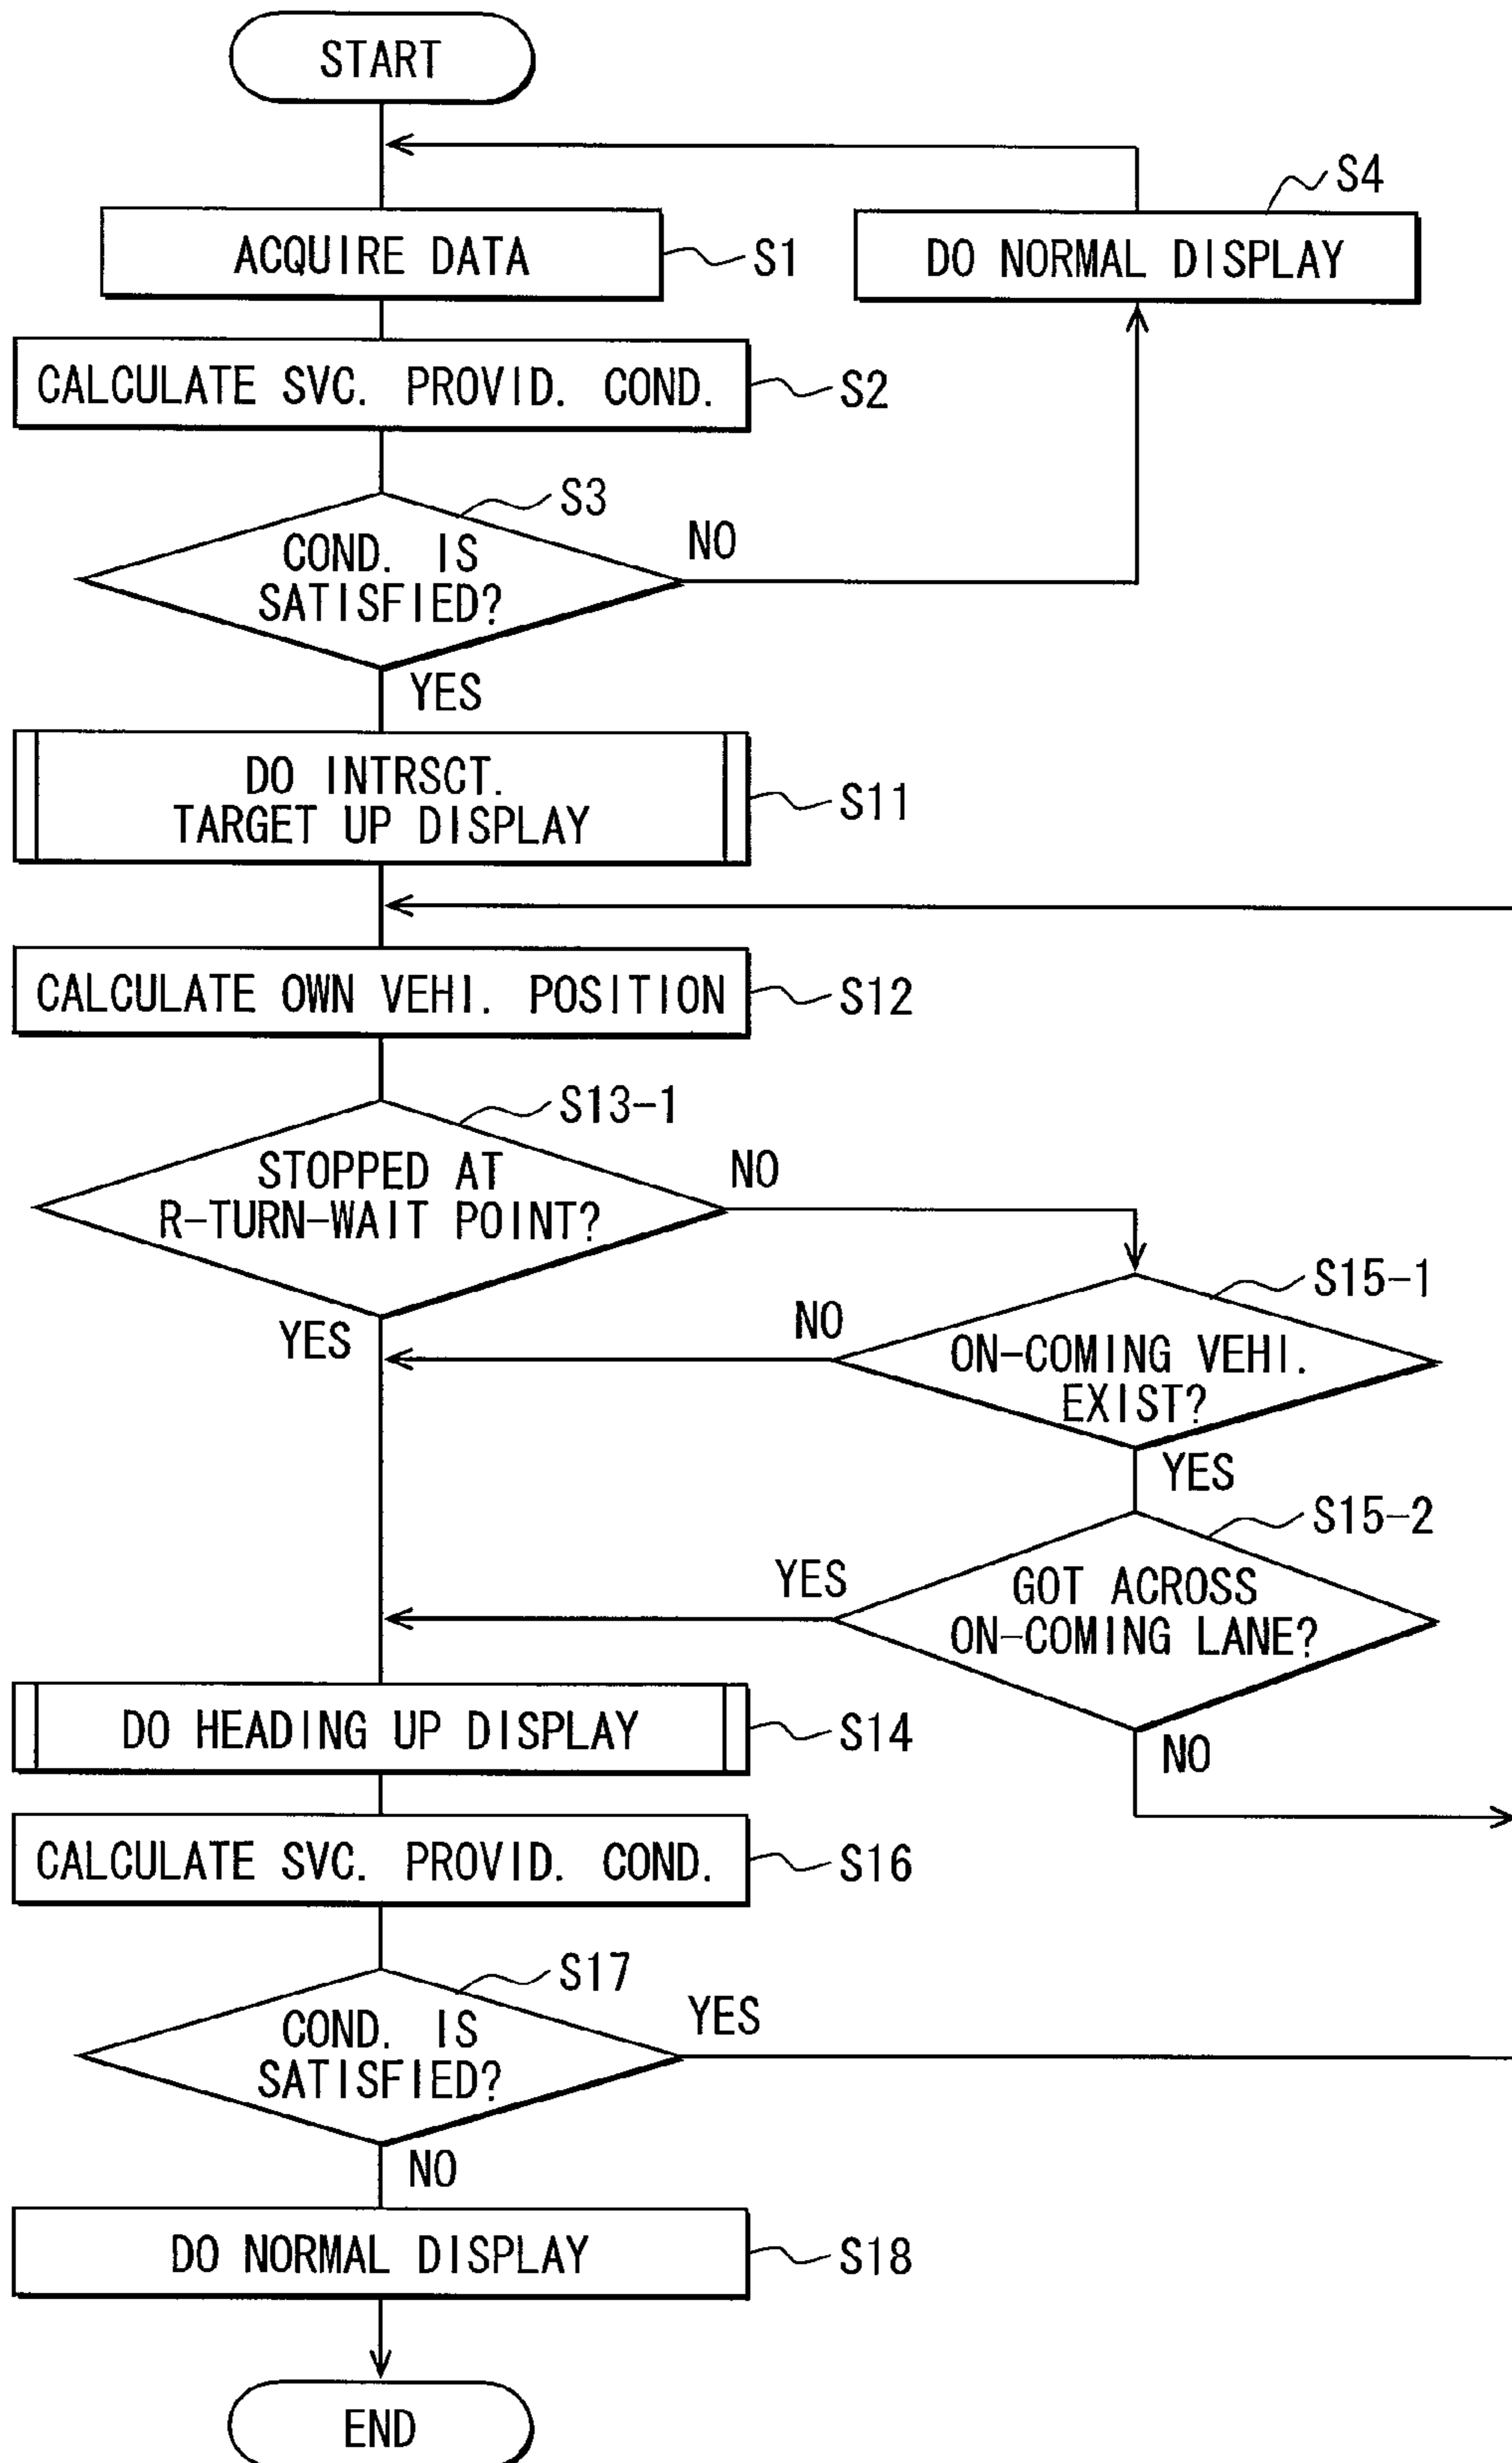 START
S4
ACQUIRE DATA
S1
DO NORMAL DISPLAY
CALCULATE SVC. PROVID. COND.
S2
S3
COND. IS
SATISFIED?
NO
YES
DO INTRSCT.
TARGET UP DISPLAY
S11
CALCULATE OWN VEHI. POSITION
S12
S13-1
STOPPED AT
R-TURN-WAIT POINT?
NO
YES
S15-1
NO
ON-COMING VEHI.
EXIST?
YES
S15-2
YES
GOT ACROSS
ON-COMING LANE?
NO
DO HEADING UP DISPLAY
S14
CALCULATE SVC. PROVID. COND.
S16
S17
COND. IS
SATISFIED?
YES
NO
DO NORMAL DISPLAY
S18
END